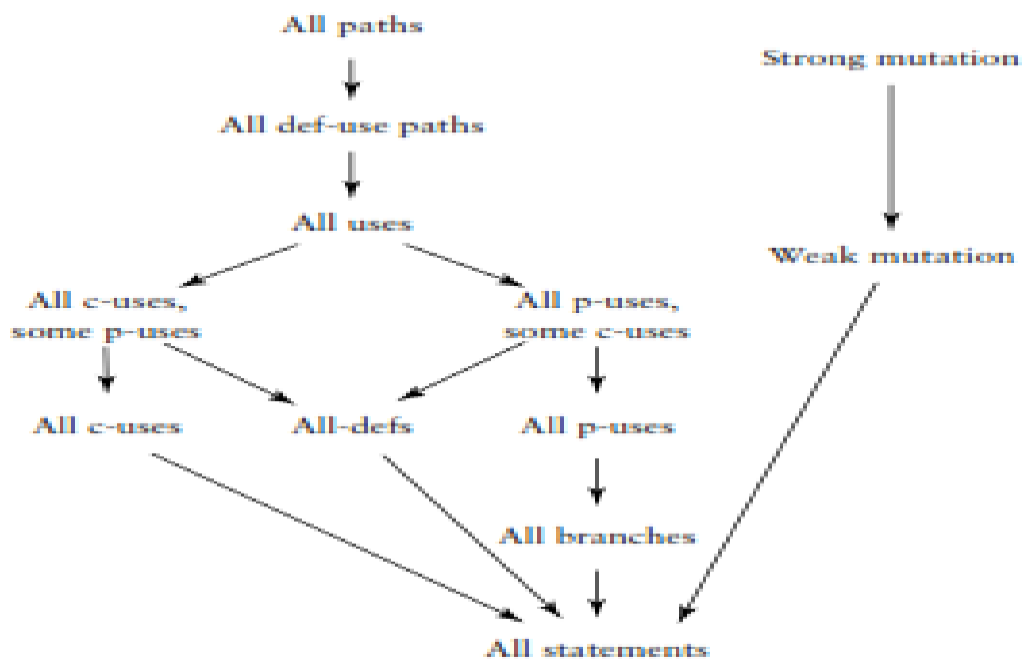 All paths
Strong mutation
All def-use paths
All uses
Weak mutation
All c-uses,
some p-uses
All p-uses,
some c-uses
All c-uses
All-defs
All p-uses
All branches
All statements